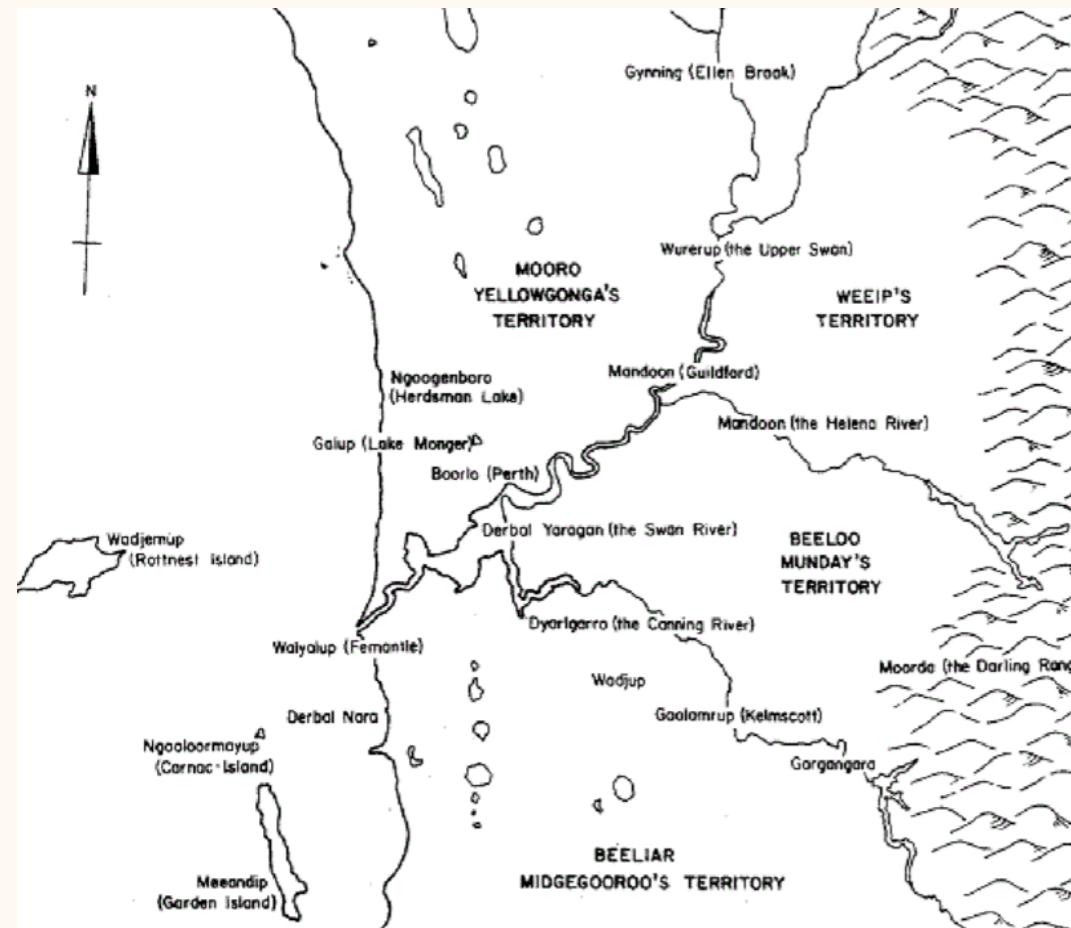 Gynning (Ellen Brook)
N
Wurerup (the Upper Swan)
MOORO
YELLOWGONGA'S
TERRITORY
WEEIP'S
TERRITORY
Mandoon (Guildford)
Ngoogenboro
(Herdsman Lake)
Mandoon (the Helena River)
Galup (Lake Monger)
Boorlo (Perth)
Derbal Yaragan (the Swan River)
Wadjemup
(Rottnest Island)
BEELOO
MUNDAY'S
TERRITORY
Dyarlgarro (the Canning River)
Walyalup (Femantle)
Moorda (the Darling Rang
Wadjup
Derbal Nara
Goolamrup (Kelmscott)
Ngooloormayup
(Carnac Island)
Gorgangara
BEELIAR
MIDGEGOOROO'S TERRITORY
Meeandip
(Garden Island)